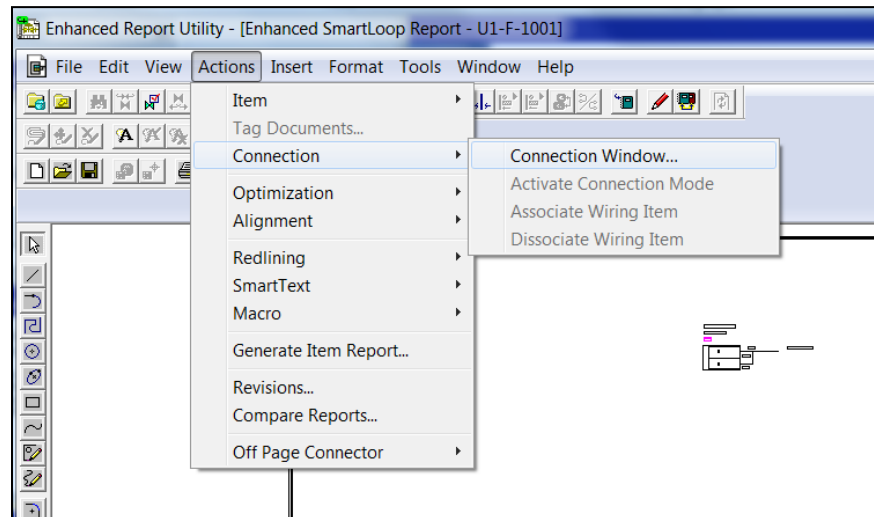 Enhanced Report Utility - [Enhanced SmartLoop Report - U1-F-1001]
File Edit View Actions Insert Format Tools Window Help
Item
Tag Documents...
Connection
Optimization
Alignment
Redlining
SmartText
Macro
Generate Item Report...
Revisions...
Compare Reports...
Off Page Connector
Connection Window...
Activate Connection Mode
Associate Wiring Item
Dissociate Wiring Item